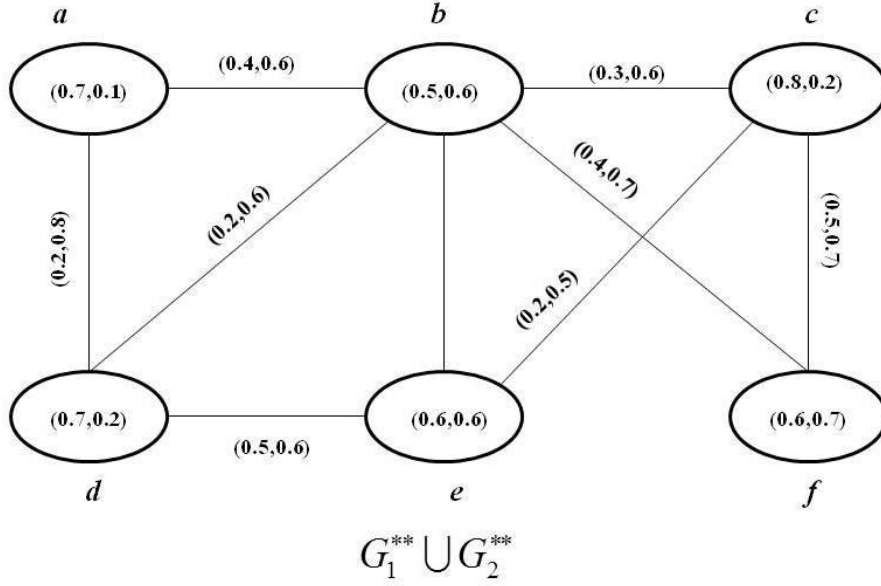 a b c
(0.4,0.6) (0.3,0.6)
(0.7,0.1) (0.5,0.6) (0.8,0.2)
(0.4,0.7)
(0.2,0.8) (0.2,0.6) (0.2,0.5) (0.5,0.7)
(0.7,0.2) (0.6,0.6) (0.6,0.7)
(0.5,0.6)
d e f
G₁** ∪ G₂**